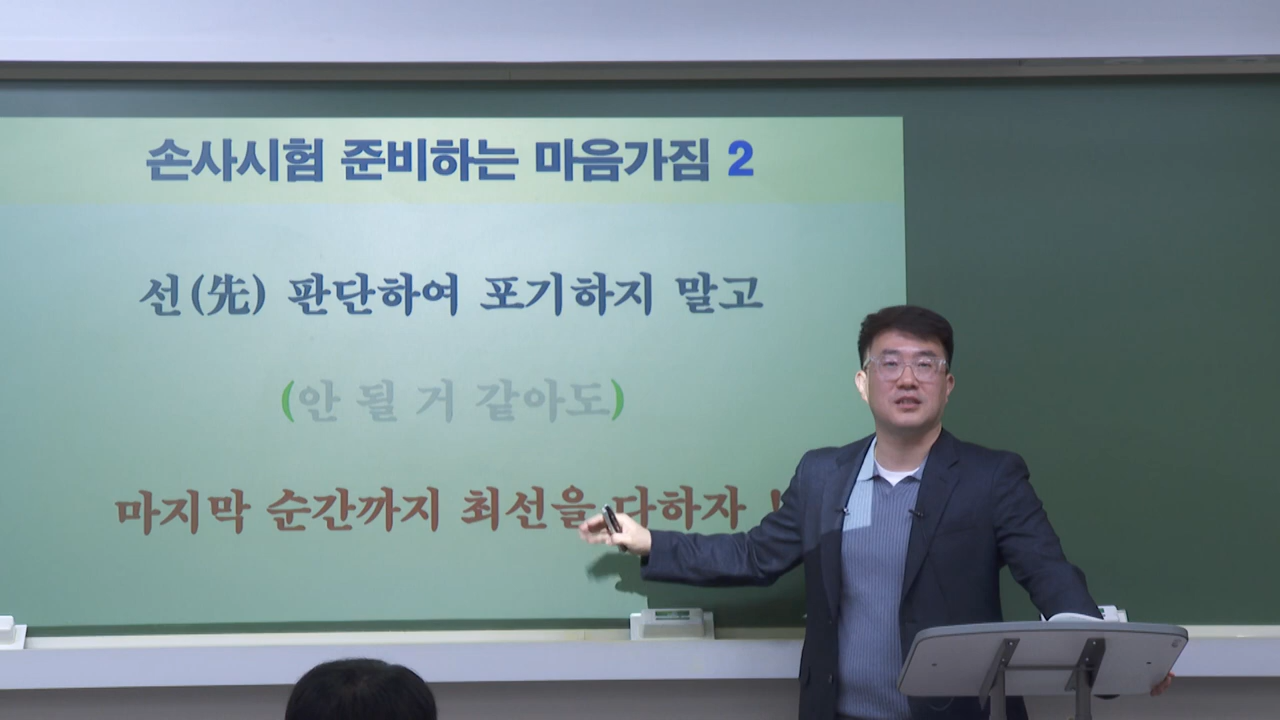 손사시험 준비하는 마음가짐 2
선(先) 판단하여 포기하지 말고
(안 될 거 같아도)
마지막 순간까지 최선을 다하자 !